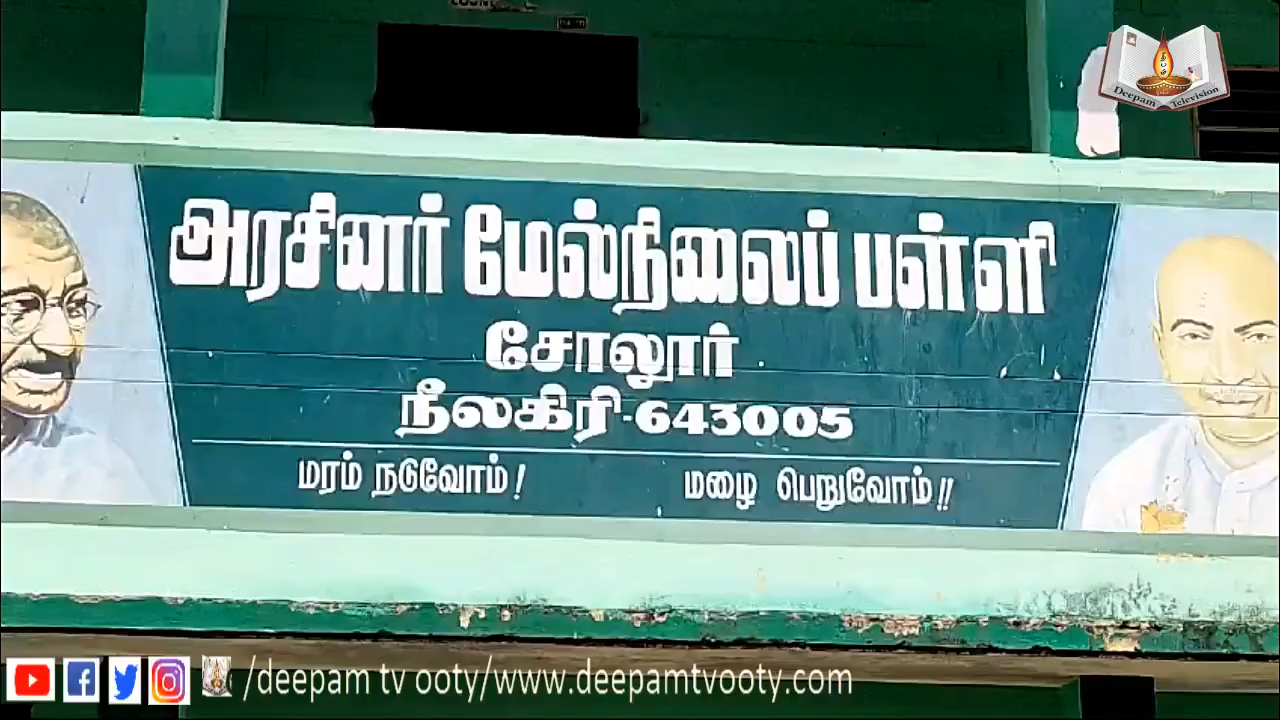 Deepam Television
அரசினர் மேல்நிலைப் பள்ளி
சோலூர்
நீலகிரி-643005
மரம் நடுவோம்! மழை பெறுவோம்!!
/deepam tv ooty/www.deepamtvooty.com